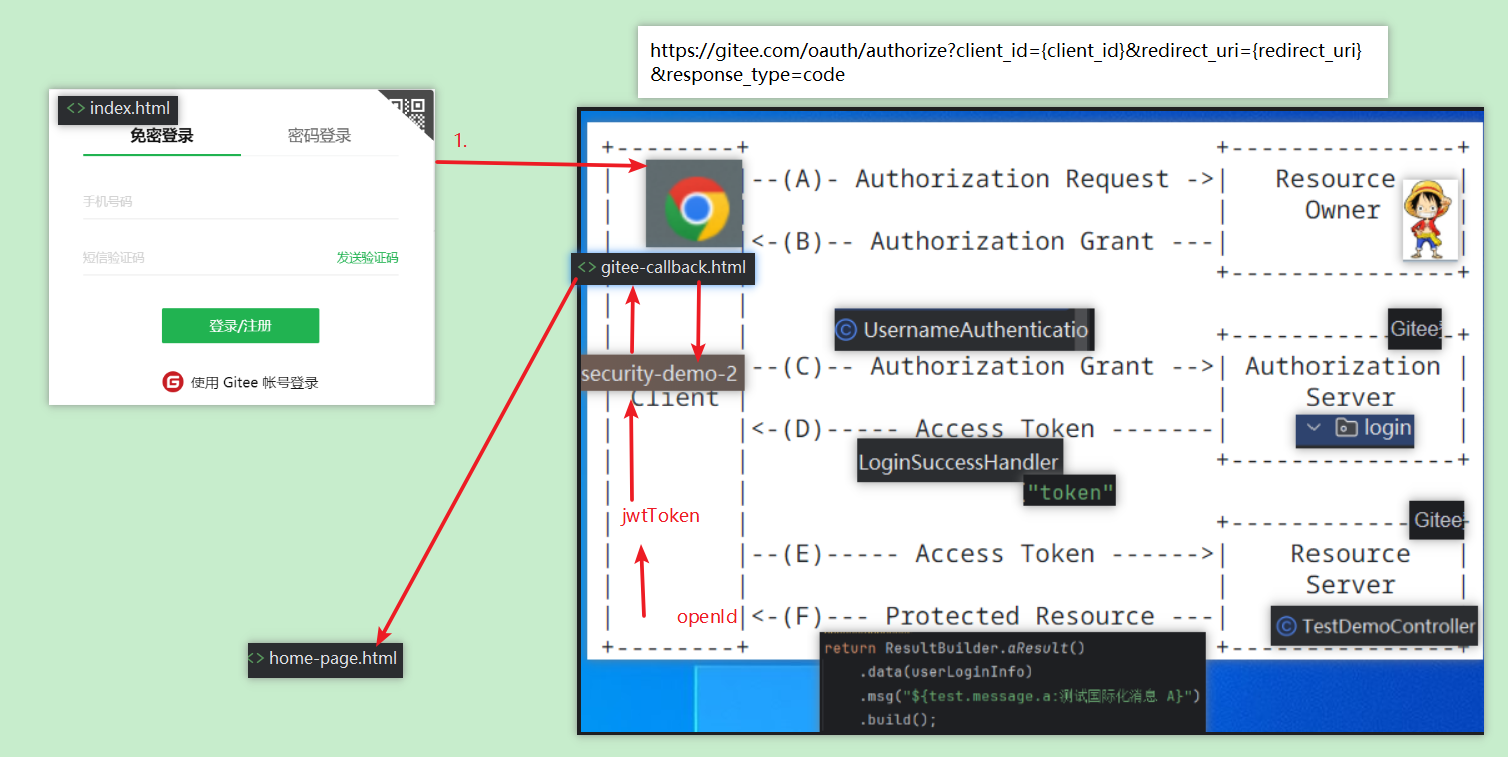 https://gitee.com/oauth/authorize?client_id={client_id}&redirect_uri={redirect_uri}
&response_type=code
<> index.html
免密登录 密码登录
手机号码
短信验证码 发送验证码
登录/注册
使用 Gitee 帐号登录
1.
+--------+ +---------------+
--(A)- Authorization Request ->| Resource |
Owner |
<-(B)-- Authorization Grant ---|
+---------------+
<> gitee-callback.html
© UsernameAuthenticatio
Gitee
security-demo-2
--(C)-- Authorization Grant -->| Authorization |
Client
Server |
login
<-(D)----- Access Token -------|
+---------------+
LoginSuccessHandler
"token"
jwtToken
Gitee
--(E)----- Access Token ------>| Resource |
Server |
openId
<-(F)--- Protected Resource ---|
© TestDemoController
+--------+ +---------------+
return ResultBuilder.aResult()
.data(userLoginInfo)
.msg("${test.message.a:测试国际化消息 A}")
.build();
<> home-page.html